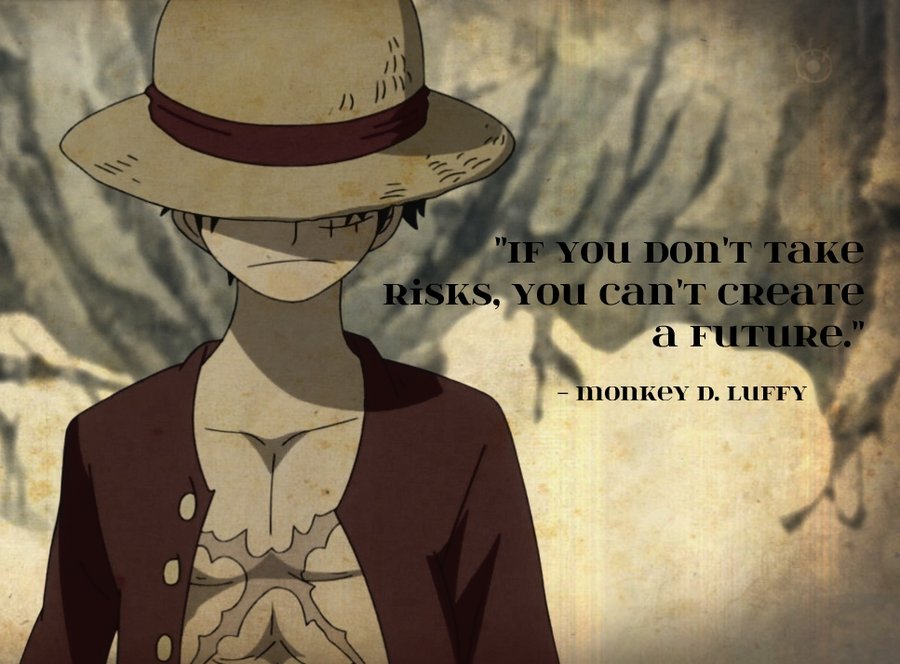 "IF YOU DON'T TAKE
RISKS, YOU CAN'T CREATE
A FUTURE."
- MONKEY D. LUFFY